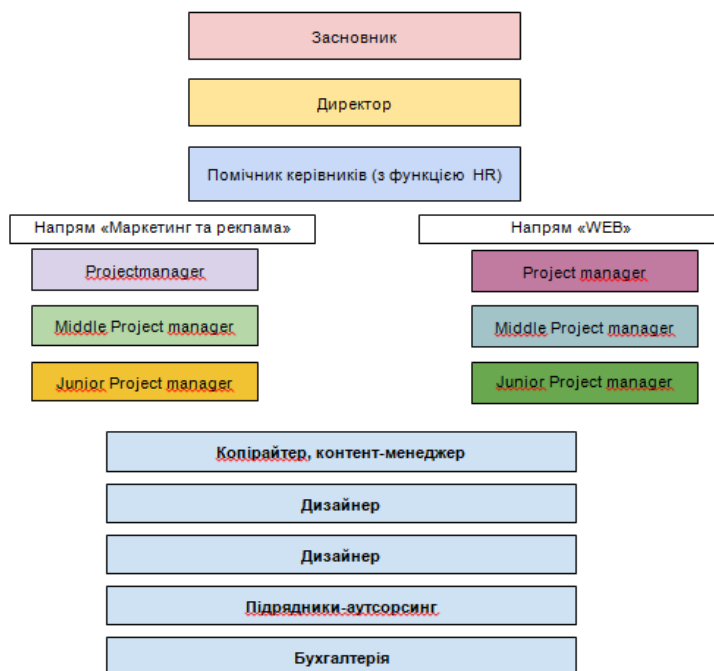 Засновник
Директор
Помічник керівників (з функцією HR)
Напрям «Маркетинг та реклама»
Напрям «WEB»
Projectmanager
Project manager
Middle Project manager
Middle Project manager
Junior Project manager
Junior Project manager
Копірайтер, контент-менеджер
Дизайнер
Дизайнер
Підрядники-аутсорсинг
Бухгалтерія